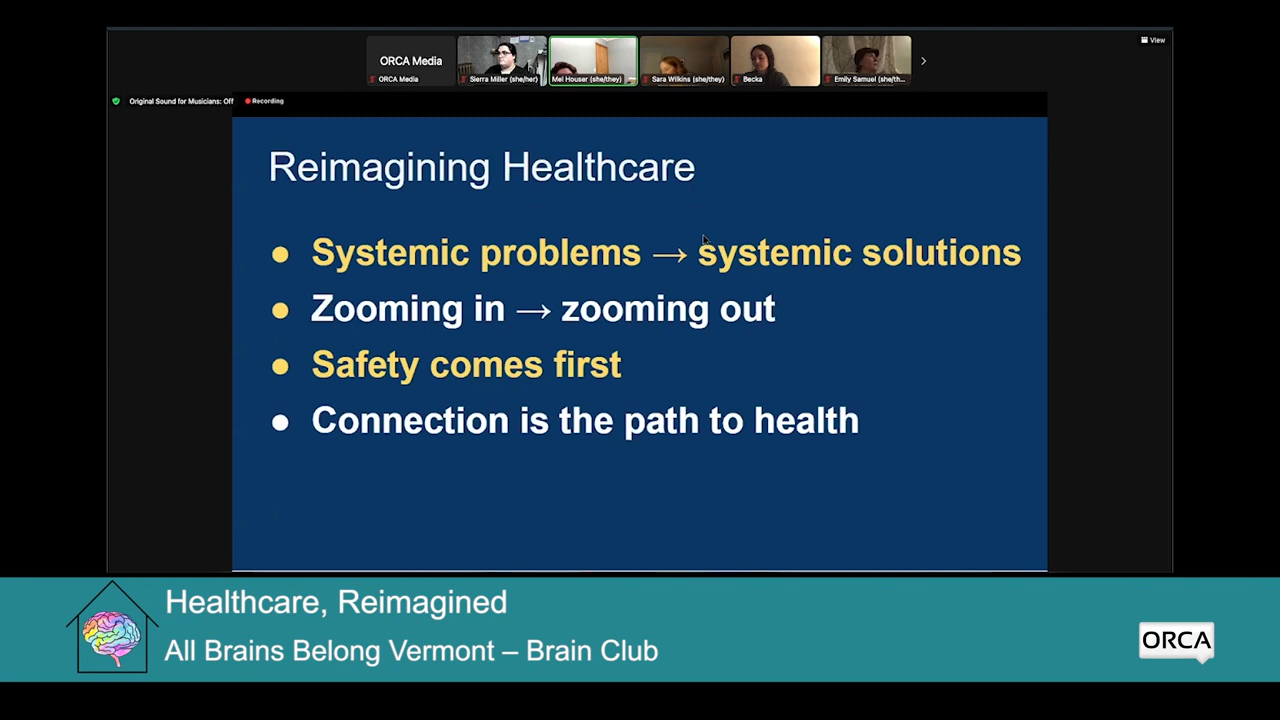 View
ORCA Media
ORCA Media
Sierra Miller (she/her)
Mel Houser (she/they)
Sara Wilkins (she/they)
Becka
Emily Samuel (she/th...
Original Sound for Musicians: Off
Recording
Reimagining Healthcare
● Systemic problems → systemic solutions
● Zooming in → zooming out
● Safety comes first
● Connection is the path to health
Healthcare, Reimagined
All Brains Belong Vermont – Brain Club
ORCA